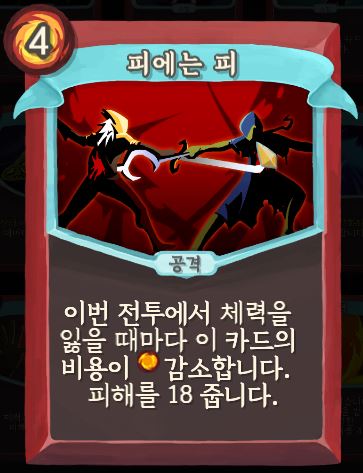 4
피에는 피
공격
이번 전투에서 체력을
잃을 때마다 이 카드의
비용이 감소합니다.
피해를 18 줍니다.